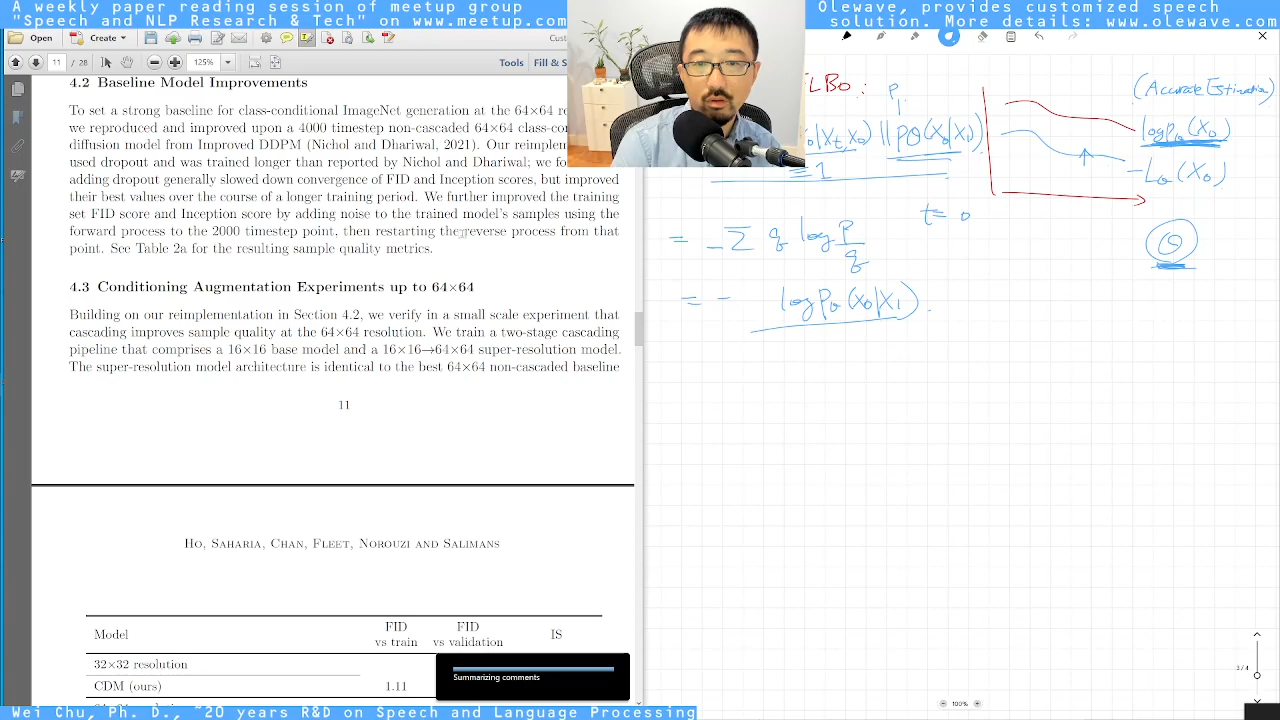 A weekly paper reading session of meetup group
"Speech and NLP Research & Tech" on
www.meetup.com
Olewave, provides customized speech
solution. More details: www.olewave.com
Open
Create
11 / 28
125%
Tools
Fill & S
4.2 Baseline Model Improvements
To set a strong baseline for class-conditional ImageNet generation at the 64×64 re
we reproduced and improved upon a 4000 timestep non-cascaded 64×64 class-con
diffusion model from Improved DDPM (Nichol and Dhariwal, 2021). Our reimplem
used dropout and was trained longer than reported by Nichol and Dhariwal; we fo
adding dropout generally slowed down convergence of FID and Inception scores, but improved
their best values over the course of a longer training period. We further improved the training
set FID score and Inception score by adding noise to the trained model's samples using the
forward process to the 2000 timestep point, then restarting the reverse process from that
point. See Table 2a for the resulting sample quality metrics.
4.3 Conditioning Augmentation Experiments up to 64×64
Building on our reimplementation in Section 4.2, we verify in a small scale experiment that
cascading improves sample quality at the 64×64 resolution. We train a two-stage cascading
pipeline that comprises a 16×16 base model and a 16×16→64×64 super-resolution model.
The super-resolution model architecture is identical to the best 64×64 non-cascaded baseline
11
Ho, Saharia, Chan, Fleet, Norouzi and Salimans
Model
FID
vs train
FID
vs validation
IS
32×32 resolution
CDM (ours)
1.11
Summarizing comments
LBO :
(Accurate Estimation)
|Xt, X0) || pθ(X0|X1)
≡ 1
log pθ(X0)
-Lθ(X0)
t = 0
= -Σ q log p/q
= - log pθ(X0|X1)
3/4
100%
Wei Chu, Ph. D., ~20 years R&D on Speech and Language Processing